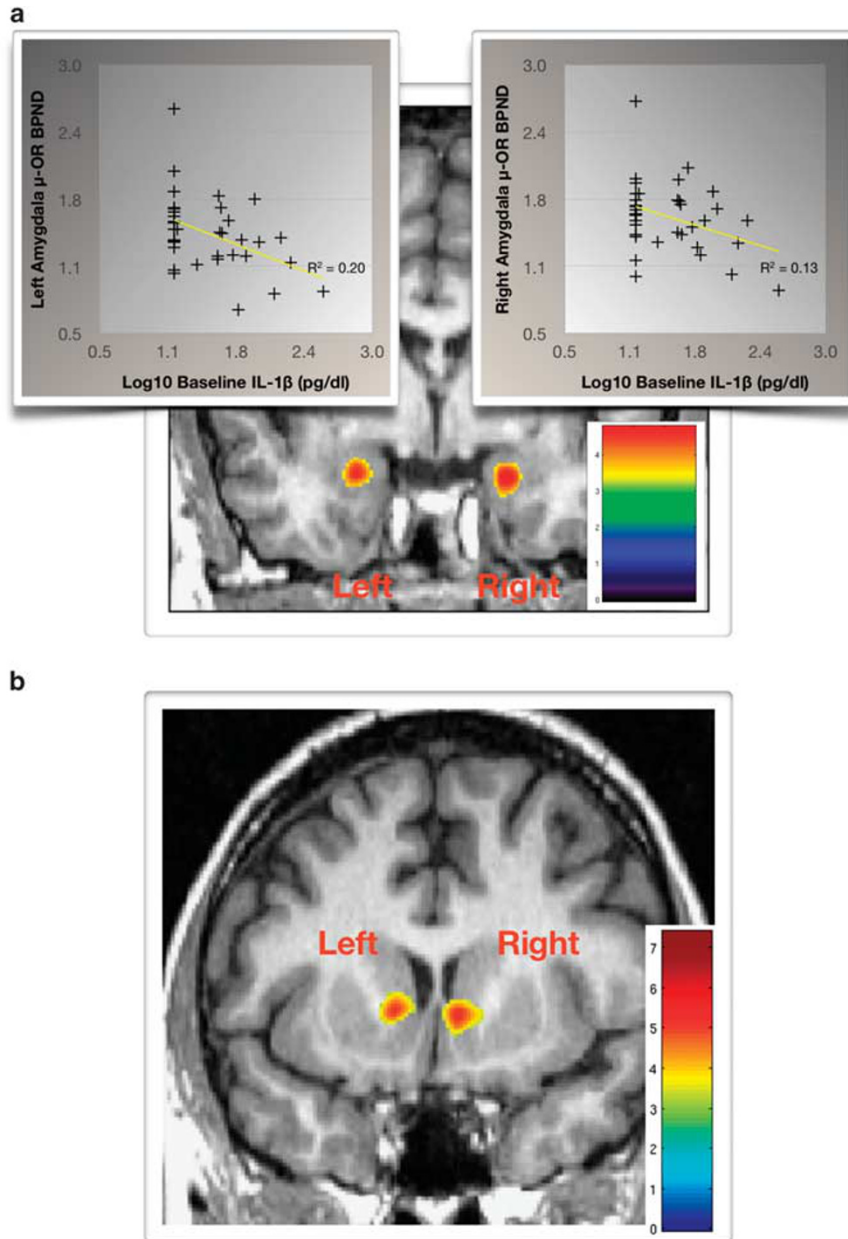 a
Left Amygdala μ-OR BPND
3.0
2.4
1.8
1.1
0.5
R² = 0.20
0.5 1.1 1.8 2.4 3.0
Log10 Baseline IL-1β (pg/dl)
Right Amygdala μ-OR BPND
3.0
2.4
1.8
1.1
0.5
R² = 0.13
0.5 1.1 1.8 2.4 3.0
Log10 Baseline IL-1β (pg/dl)
4
3
2
1
0
Left Right
b
Left Right
7
6
5
4
3
2
1
0